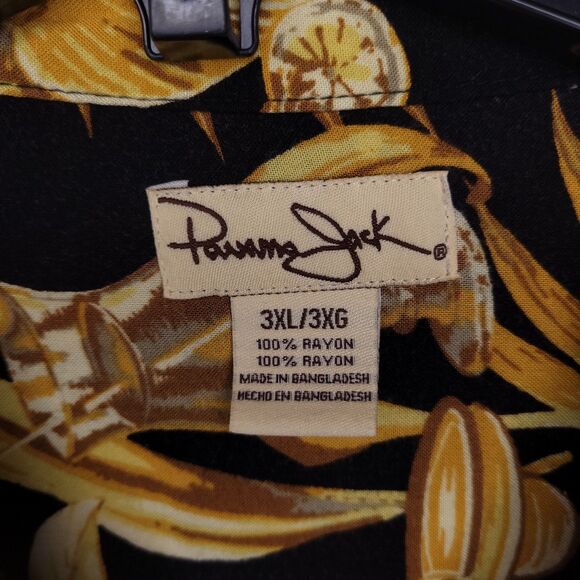 Panama Jack ®
3XL/3XG
100% RAYON
100% RAYON
MADE IN BANGLADESH
HECHO EN BANGLADESH